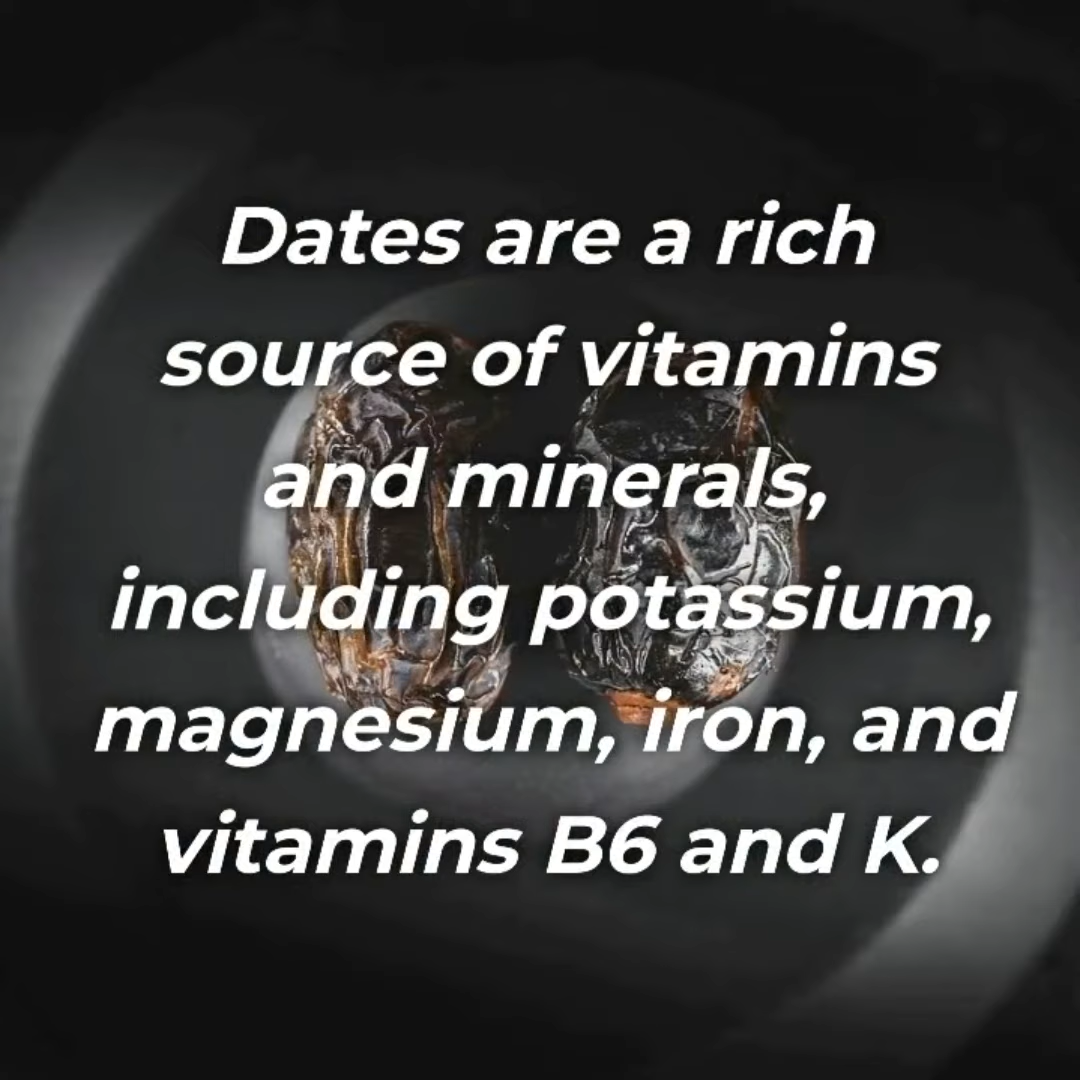 Dates are a rich
source of vitamins
and minerals,
including potassium,
magnesium, iron, and
vitamins B6 and K.